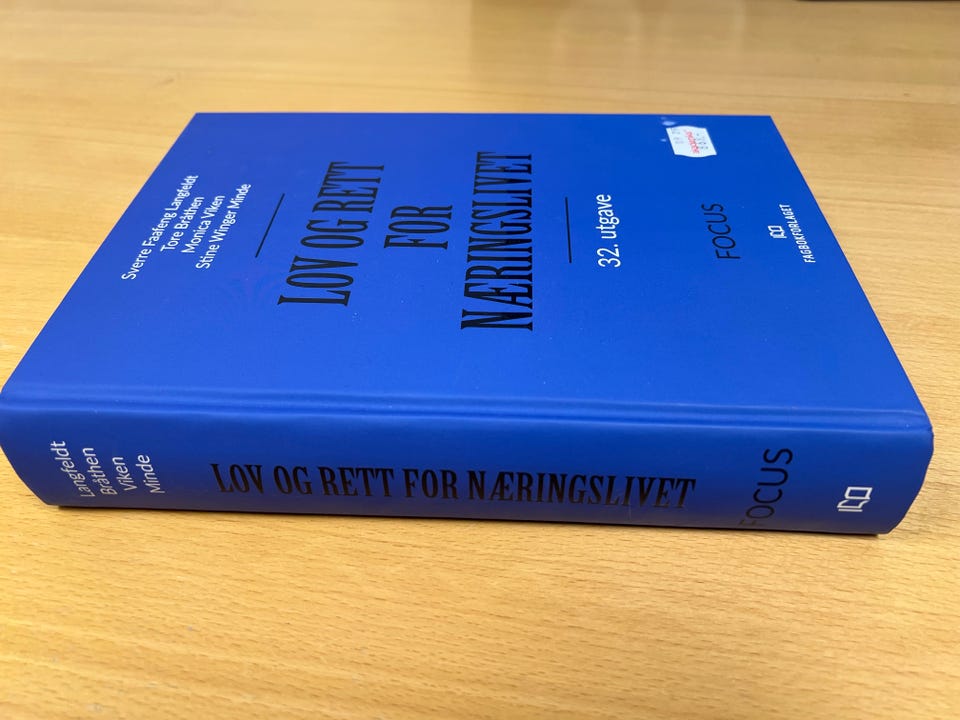 Sverre Faafeng Langfeldt
Tore Bråthen
Monica Viken
Stine Winger Minde
LOV OG RETT
FOR
NÆRINGSLIVET
32. utgave
FOCUS
FAGBOKFORLAGET
Langfeldt
Bråthen
Viken
Minde
LOV OG RETT FOR NÆRINGSLIVET
FOCUS